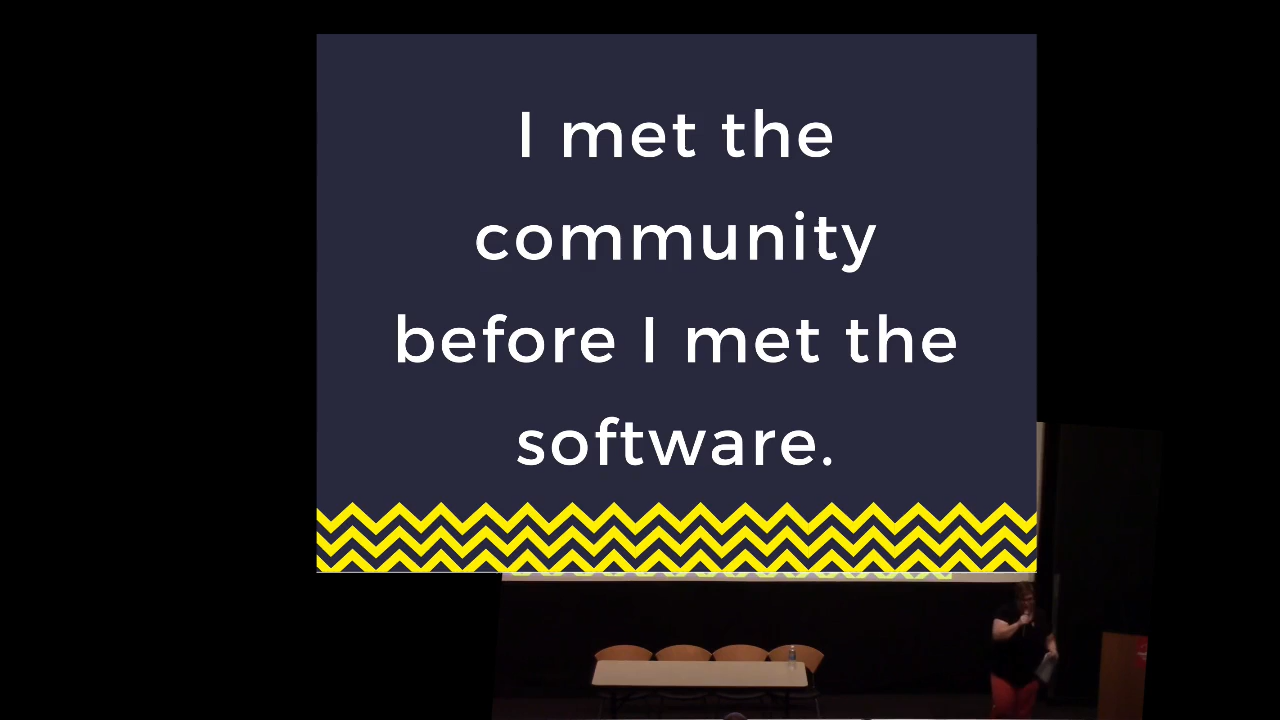 I met the
community
before I met the
software.